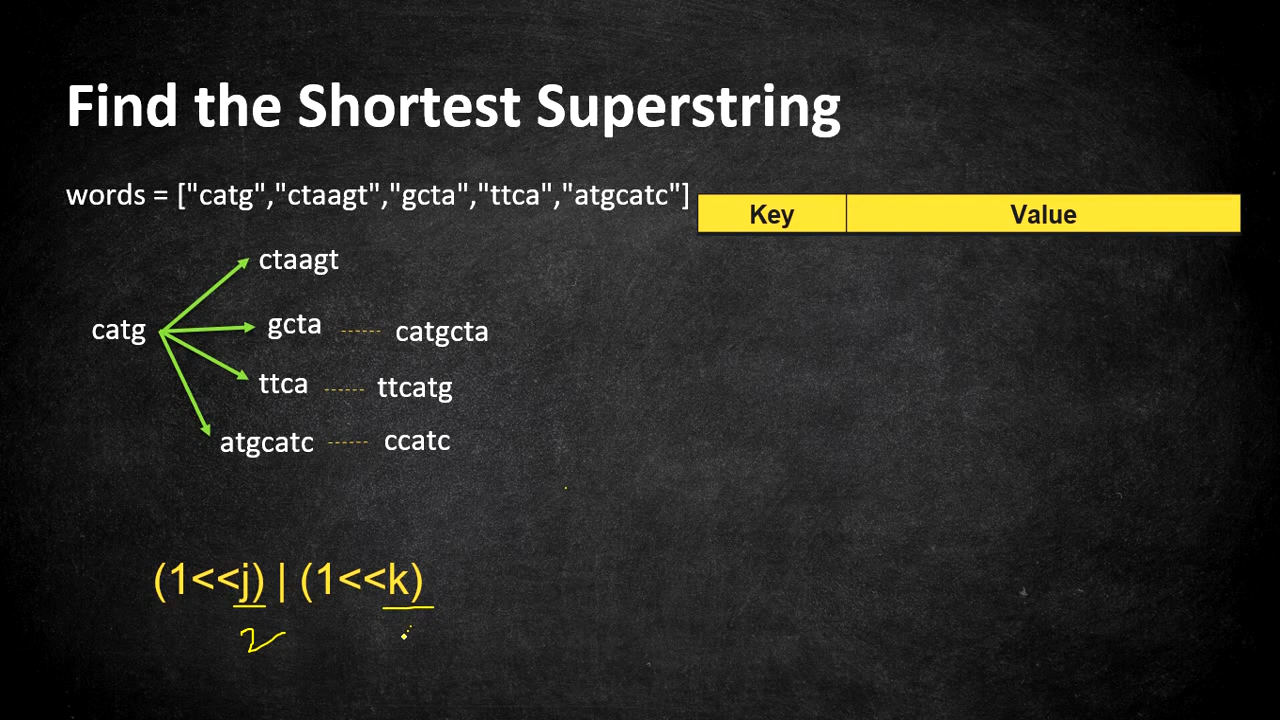 Find the Shortest Superstring
words = ["catg","ctaagt","gcta","ttca","atgcatc"]
Key Value
ctaagt
catg
gcta ------ catgcta
ttca ------ ttcatg
atgcatc ------ ccatc
(1<<j) | (1<<k)
2